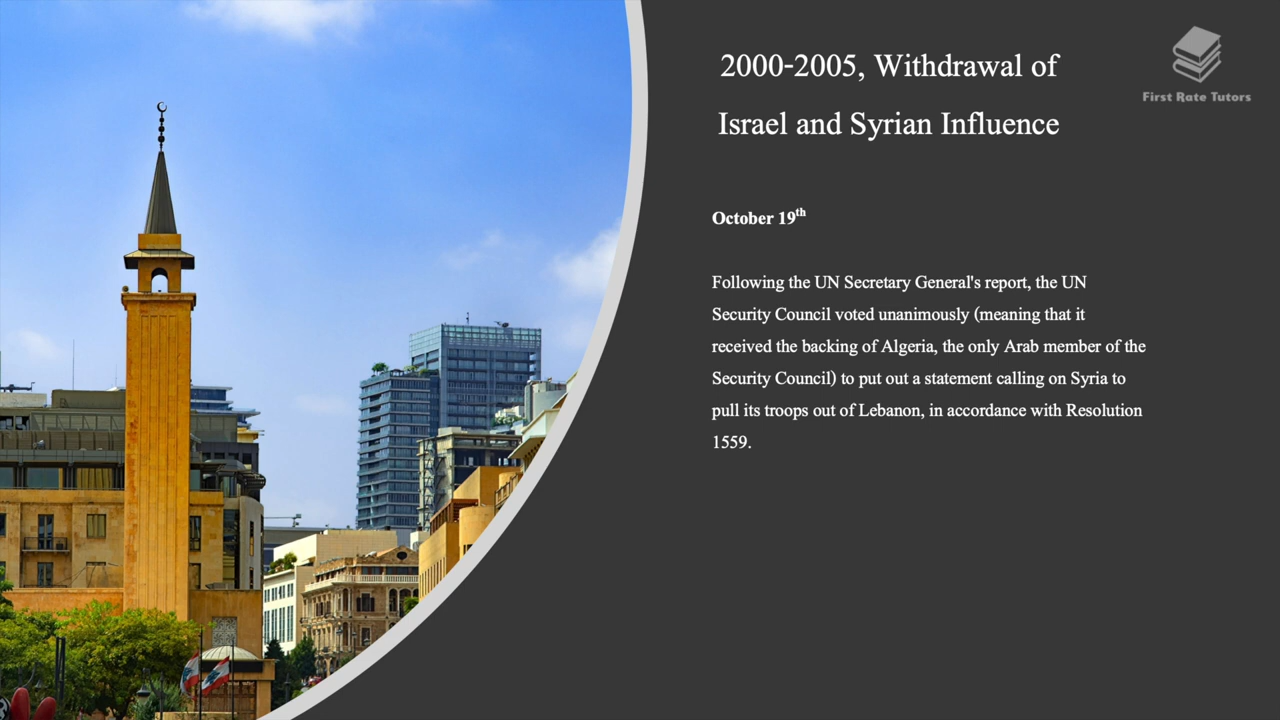 2000-2005, Withdrawal of
Israel and Syrian Influence
First Rate Tutors
October 19th
Following the UN Secretary General's report, the UN
Security Council voted unanimously (meaning that it
received the backing of Algeria, the only Arab member of the
Security Council) to put out a statement calling on Syria to
pull its troops out of Lebanon, in accordance with Resolution
1559.